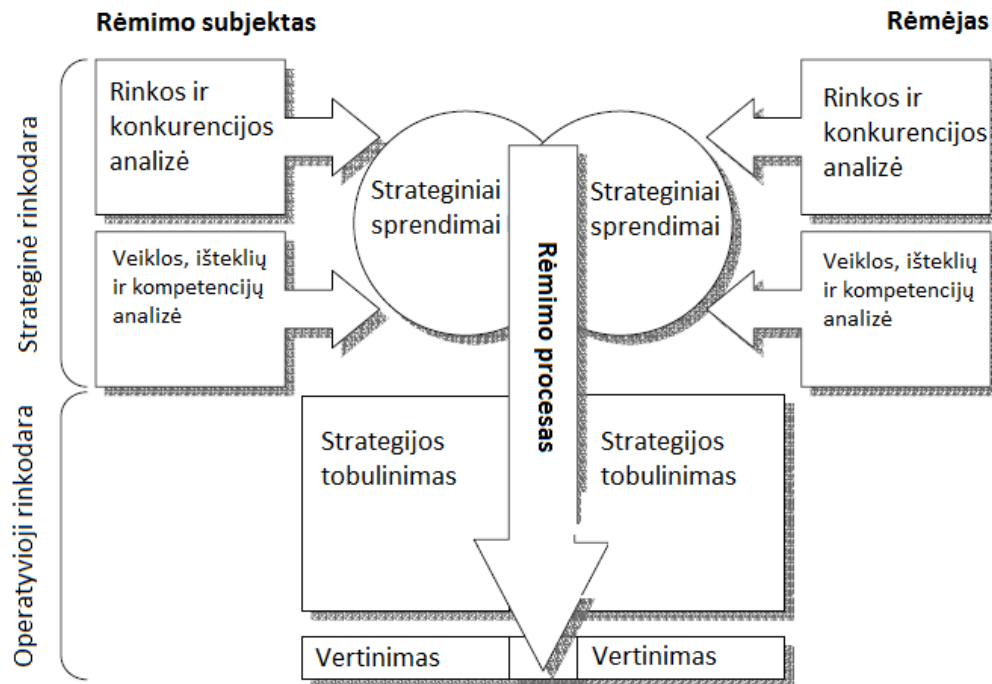 Rėmimo subjektas
Rėmėjas
Strateginė rinkodara
Rinkos ir
konkurencijos
analizė
Veiklos, išteklių
ir kompetencijų
analizė
Strateginiai
sprendimai
Strateginiai
sprendimai
Rinkos ir
konkurencijos
analizė
Veiklos, išteklių
ir kompetencijų
analizė
Rėmimo procesas
Operatyvioji rinkodara
Strategijos
tobulinimas
Strategijos
tobulinimas
Vertinimas
Vertinimas